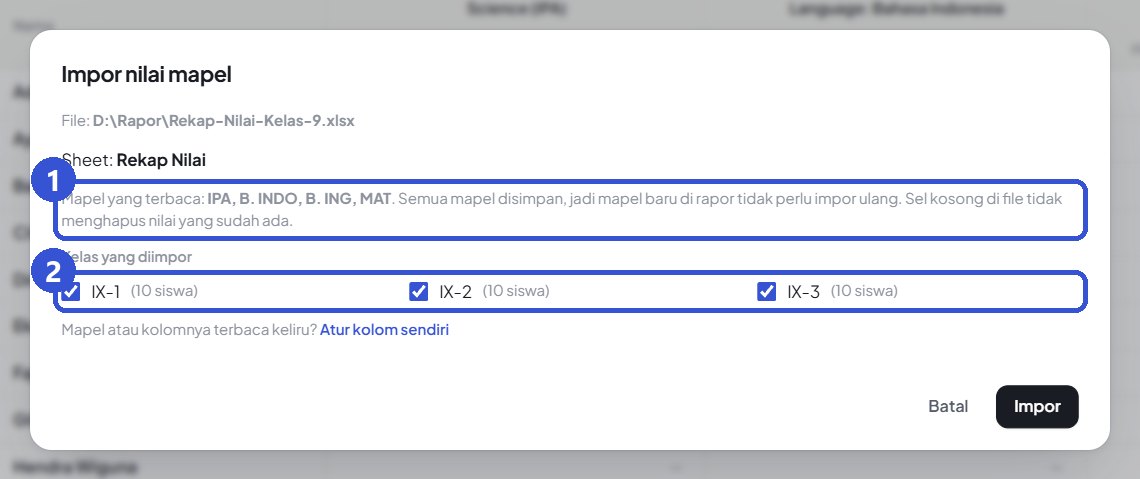 Science (IPA)
Language: Bahasa Indonesia
Name
Impor nilai mapel
File: D:\Rapor\Rekap-Nilai-Kelas-9.xlsx
Sheet: Rekap Nilai
1
Mapel yang terbaca: IPA, B. INDO, B. ING, MAT. Semua mapel disimpan, jadi mapel baru di rapor tidak perlu impor ulang. Sel kosong di file tidak
menghapus nilai yang sudah ada.
Kelas yang diimpor
2
IX-1 (10 siswa)
IX-2 (10 siswa)
IX-3 (10 siswa)
Mapel atau kolomnya terbaca keliru? Atur kolom sendiri
Batal
Impor
Hendra Wiguna